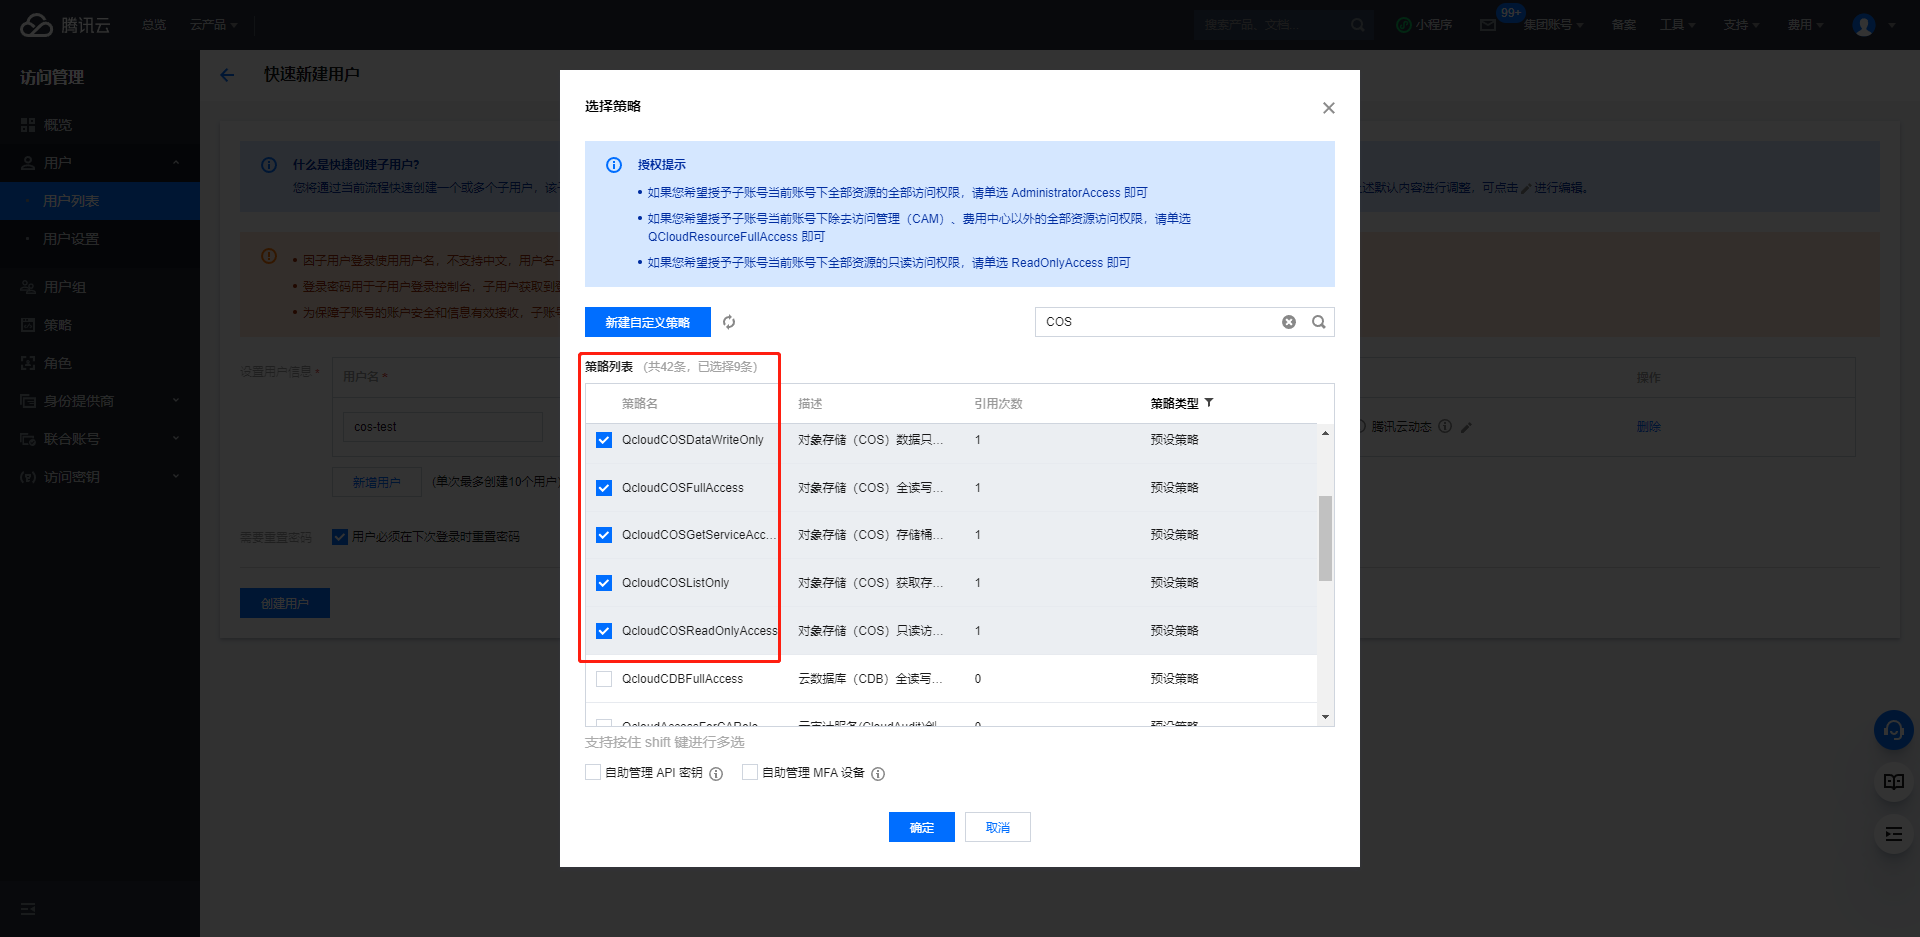 腾讯云
总览
云产品
搜索产品、文档...
小程序
99+
集团账号
备案
工具
支持
费用
访问管理
快速新建用户
概览
用户
用户列表
用户设置
用户组
策略
角色
身份提供商
联合账号
访问密钥
什么是快捷创建子用户?
您将通过当前流程快速创建一个或多个子用户，该
述默认内容进行调整，可点击
进行编辑。
因子用户登录使用用户名，不支持中文，用户名一
登录密码用于子用户登录控制台，子用户获取到
为保障子账号的账户安全和信息有效接收，子账号
设置用户信息 *
用户名 *
操作
cos-test
腾讯云动态
删除
新增用户
(单次最多创建10个用户
需要重置密码
用户必须在下次登录时重置密码
创建用户
选择策略
授权提示
• 如果您希望授予子账号当前账号下全部资源的全部访问权限，请单选 AdministratorAccess 即可
• 如果您希望授予子账号当前账号下除去访问管理（CAM）、费用中心以外的全部资源访问权限，请单选
QCloudResourceFullAccess 即可
• 如果您希望授予子账号当前账号下全部资源的只读访问权限，请单选 ReadOnlyAccess 即可
新建自定义策略
COS
策略列表 (共42条，已选择9条)
策略名 描述 引用次数 策略类型
QcloudCOSDataWriteOnly 对象存储（COS）数据只... 1 预设策略
QcloudCOSFullAccess 对象存储（COS）全读写... 1 预设策略
QcloudCOSGetServiceAcc... 对象存储（COS）存储桶... 1 预设策略
QcloudCOSListOnly 对象存储（COS）获取存... 1 预设策略
QcloudCOSReadOnlyAccess 对象存储（COS）只读访... 1 预设策略
QcloudCDBFullAccess 云数据库（CDB）全读写... 0 预设策略
QcloudAccessForCARole 云审计服务(CloudAudit)创 0 预设策略
支持按住 shift 键进行多选
自助管理 API 密钥
自助管理 MFA 设备
确定
取消